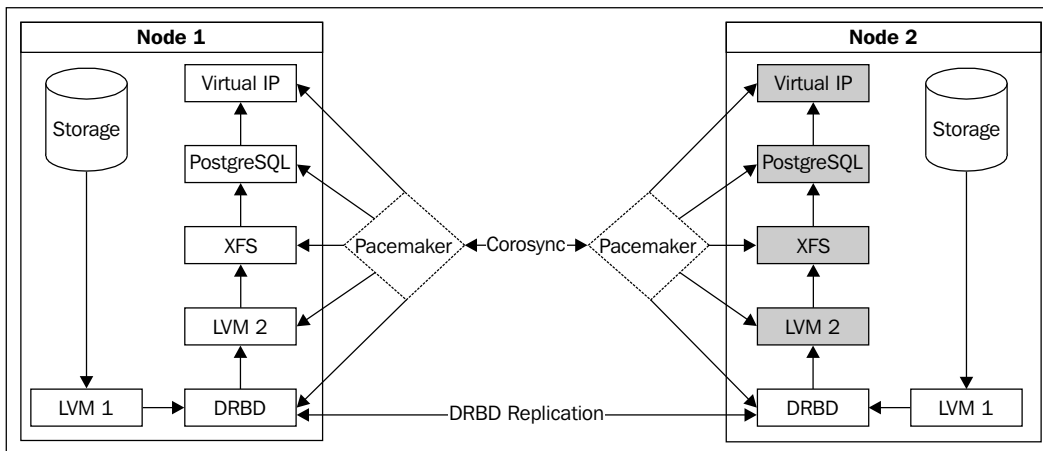 Node 1
Node 2
Virtual IP
Virtual IP
Storage
Storage
PostgreSQL
PostgreSQL
XFS
Pacemaker
Corosync
Pacemaker
XFS
LVM 2
LVM 2
LVM 1
DRBD
DRBD Replication
DRBD
LVM 1